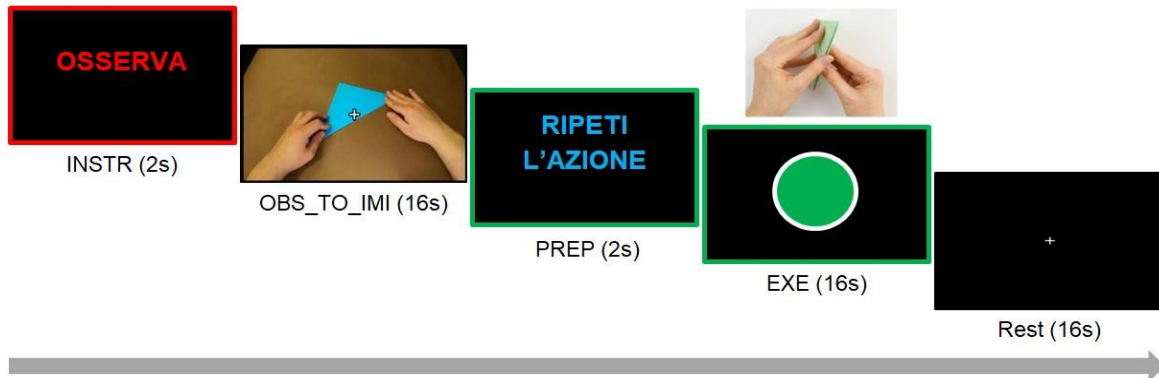 OSSERVA
INSTR (2s)
OBS_TO_IMI (16s)
RIPETI
L'AZIONE
PREP (2s)
EXE (16s)
Rest (16s)